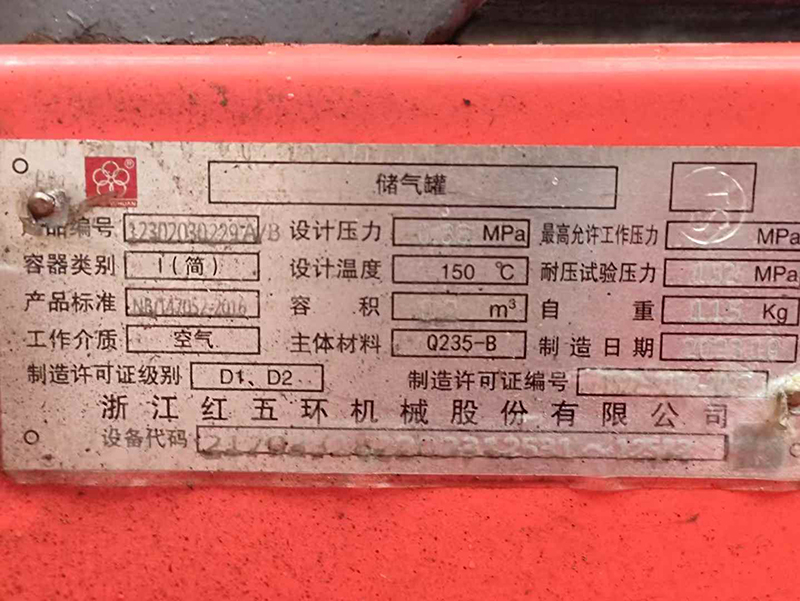 储气罐
产品编号 设计压力 MPa 最高允许工作压力 MPa
容器类别 I(简) 设计温度 150 ℃ 耐压试验压力 MPa
产品标准 NB/T47052-2016 容积 m³ 自重 115 Kg
工作介质 空气 主体材料 Q235-B 制造日期
制造许可证级别 D1、D2 制造许可证编号
浙江红五环机械股份有限公司
设备代码